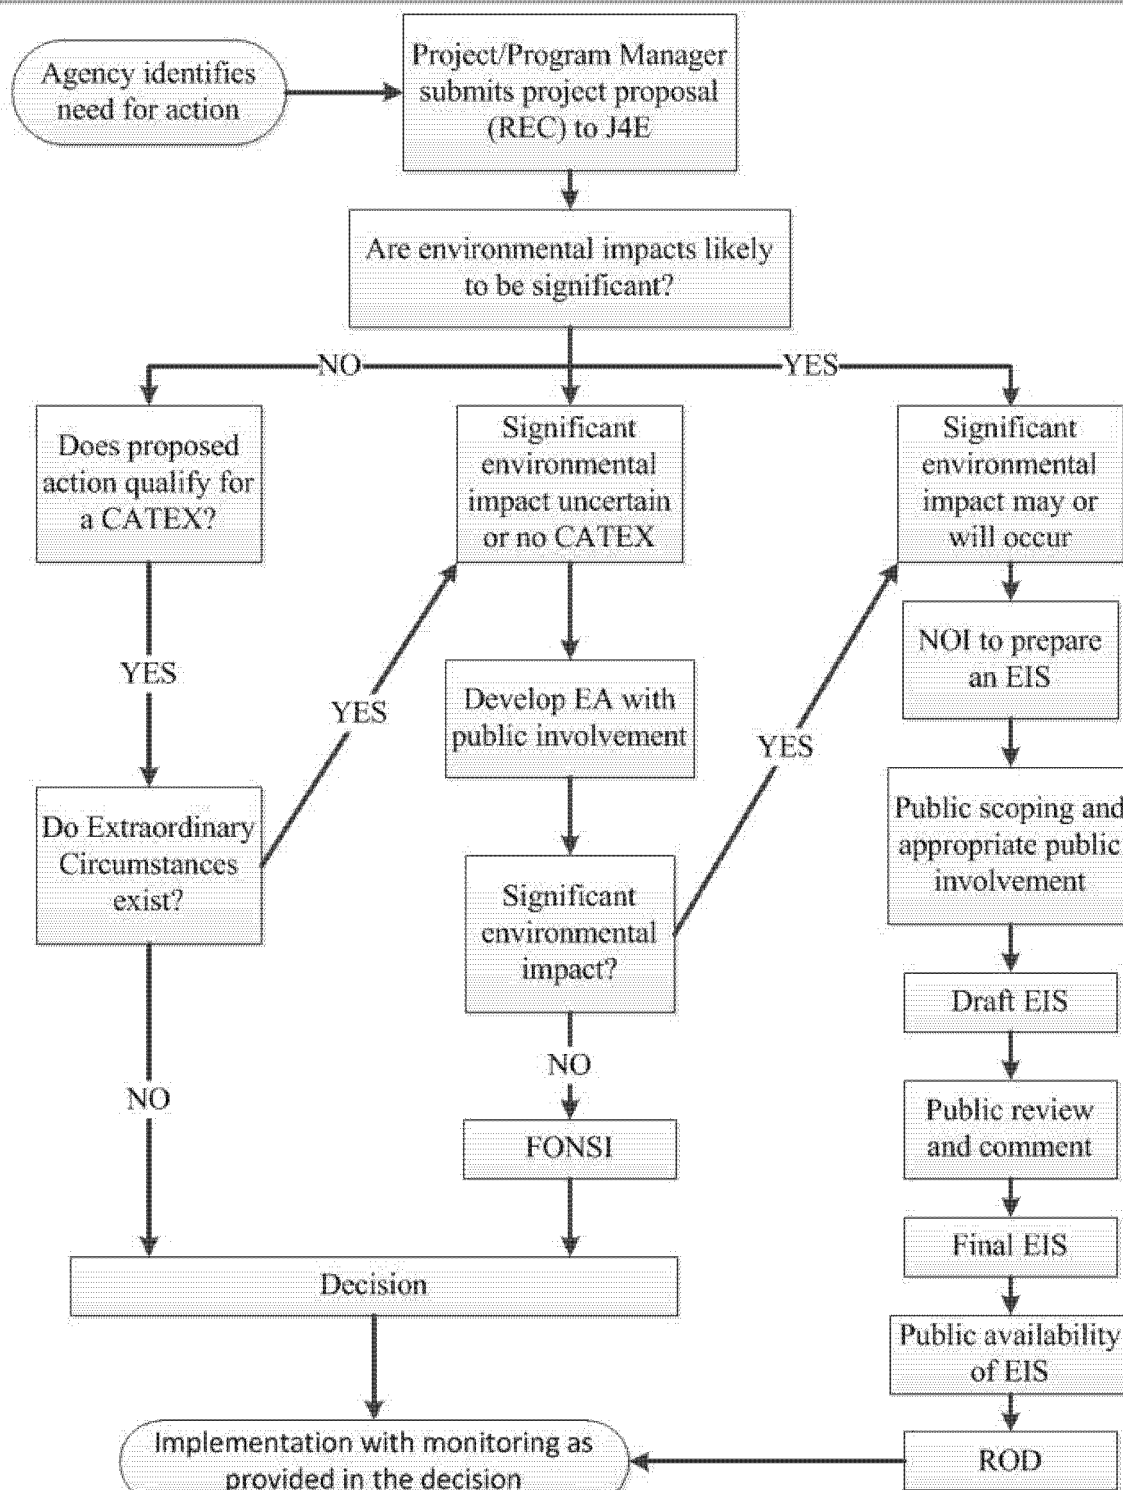 Agency identifies
need for action
Project/Program Manager
submits project proposal
(REC) to J4E
Are environmental impacts likely
to be significant?
NO
YES
Does proposed
action qualify for
a CATEX?
Significant
environmental
impact uncertain
or no CATEX
Significant
environmental
impact may or
will occur
YES
YES
YES
NOI to prepare
an EIS
Develop EA with
public involvement
Do Extraordinary
Circumstances
exist?
Public scoping and
appropriate public
involvement
Significant
environmental
impact?
Draft EIS
NO
NO
Public review
and comment
FONSI
Final EIS
Decision
Public availability
of EIS
Implementation with monitoring as
provided in the decision
ROD